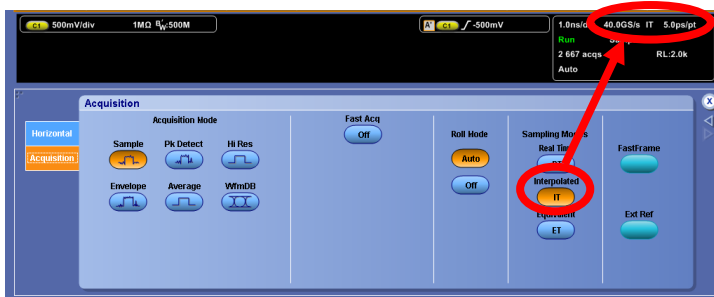 C1 500mV/div 1MΩ BW:500M
A' C1 -500mV
1.0ns/d 40.0GS/s IT 5.0ps/pt
Run
2 667 acqs RL:2.0k
Auto
Acquisition
Horizontal
Acquisition
Acquisition Mode
Sample Pk Detect Hi Res
Envelope Average WfmDB
Fast Acq
Off
Roll Mode
Auto
Off
Sampling Modes
Real Time
Interpolated
IT
Equivalent
ET
FastFrame
Ext Ref
X